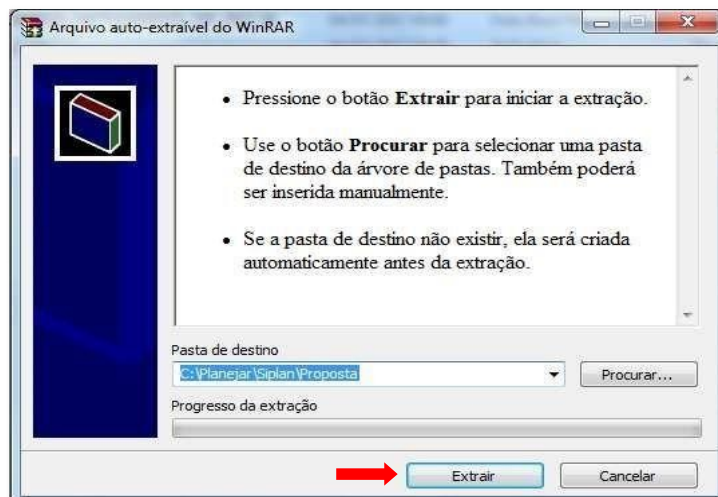 Arquivo auto-extraível do WinRAR
• Pressione o botão Extrair para iniciar a extração.
• Use o botão Procurar para selecionar uma pasta
de destino da árvore de pastas. Também poderá
ser inserida manualmente.
• Se a pasta de destino não existir, ela será criada
automaticamente antes da extração.
Pasta de destino
C:\Planejar\Siplan\Proposta
Procurar...
Progresso da extração
Extrair
Cancelar